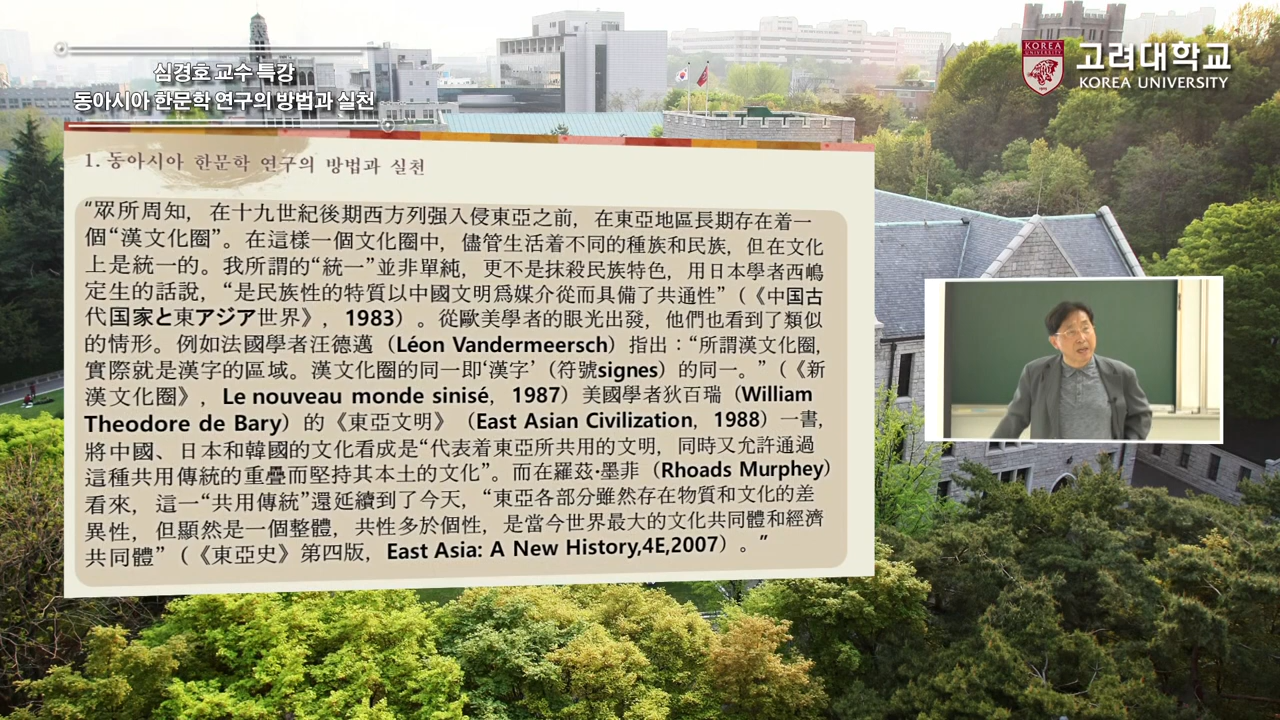 심경호 교수 특강
동아시아 한문학 연구의 방법과 실천
KOREA
UNIVERSITY
1905
고려대학교
KOREA UNIVERSITY
1. 동아시아 한문학 연구의 방법과 실천
“眾所周知，在十九世紀後期西方列强入侵東亞之前，在東亞地區長期存在着一
個“漢文化圈”。在這樣一個文化圈中，儘管生活着不同的種族和民族，但在文化
上是統一的。我所謂的“統一”並非單純，更不是抹殺民族特色，用日本學者西嶋
定生的話說，“是民族性的特質以中國文明爲媒介從而具備了共通性”（《中国古
代国家と東アジア世界》，1983）。從歐美學者的眼光出發，他們也看到了類似
的情形。例如法國學者汪德邁（Léon Vandermeersch）指出：“所謂漢文化圈，
實際就是漢字的區域。漢文化圈的同一即‘漢字’（符號signes）的同一。”（《新
漢文化圈》，Le nouveau monde sinisé，1987）美國學者狄百瑞（William
Theodore de Bary）的《東亞文明》（East Asian Civilization，1988）一書，
將中國、日本和韓國的文化看成是“代表着東亞所共用的文明，同時又允許通過
這種共用傳統的重疊而堅持其本土的文化”。而在羅茲·墨菲（Rhoads Murphey）
看來，這一“共用傳統”還延續到了今天，“東亞各部分雖然存在物質和文化的差
異性，但顯然是一個整體，共性多於個性，是當今世界最大的文化共同體和經濟
共同體”（《東亞史》第四版，East Asia: A New History,4E,2007）。”